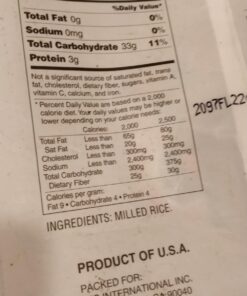 %Daily Value*
Total Fat 0g 0%
Sodium 0mg 0%
Total Carbohydrate 33g 11%
Protein 3g
Not a significant source of saturated fat, trans
fat, cholesterol, dietary fiber, sugars, vitamin A,
vitamin C, calcium, and iron.
* Percent Daily Value are based on a 2,000
calorie diet. Your daily values may be higher or
lower depending on your calorie needs:
Calories: 2,000 2,500
Total Fat Less than 65g 80g
Sat Fat Less than 20g 25g
Cholesterol Less than 300mg 300mg
Sodium Less than 2,400mg 2,400mg
Total Carbohydrate 300g 375g
Dietary Fiber 25g 30g
Calories per gram:
Fat 9 • Carbohydrate 4 • Protein 4
2097FL22
INGREDIENTS: MILLED RICE.
PRODUCT OF U.S.A.
PACKED FOR:
INTERNATIONAL INC.
CA 90040